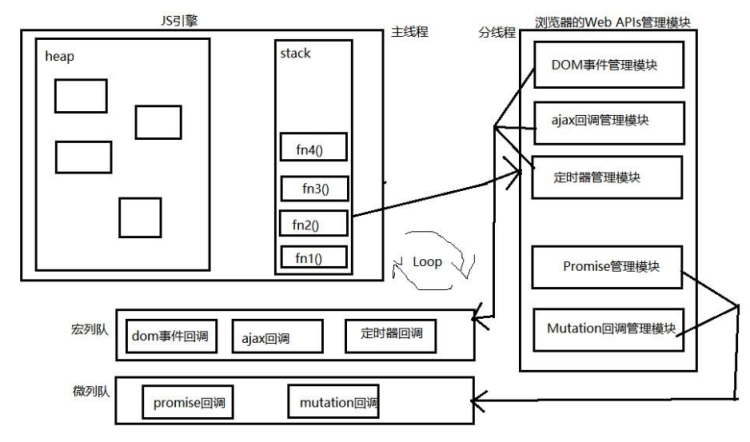 JS引擎
主线程
分线程
浏览器的Web APIs管理模块
heap
stack
DOM事件管理模块
ajax回调管理模块
fn4()
定时器管理模块
fn3()
fn2()
fn1()
Loop
Promise管理模块
宏列队
dom事件回调
ajax回调
定时器回调
Mutation回调管理模块
微列队
promise回调
mutation回调